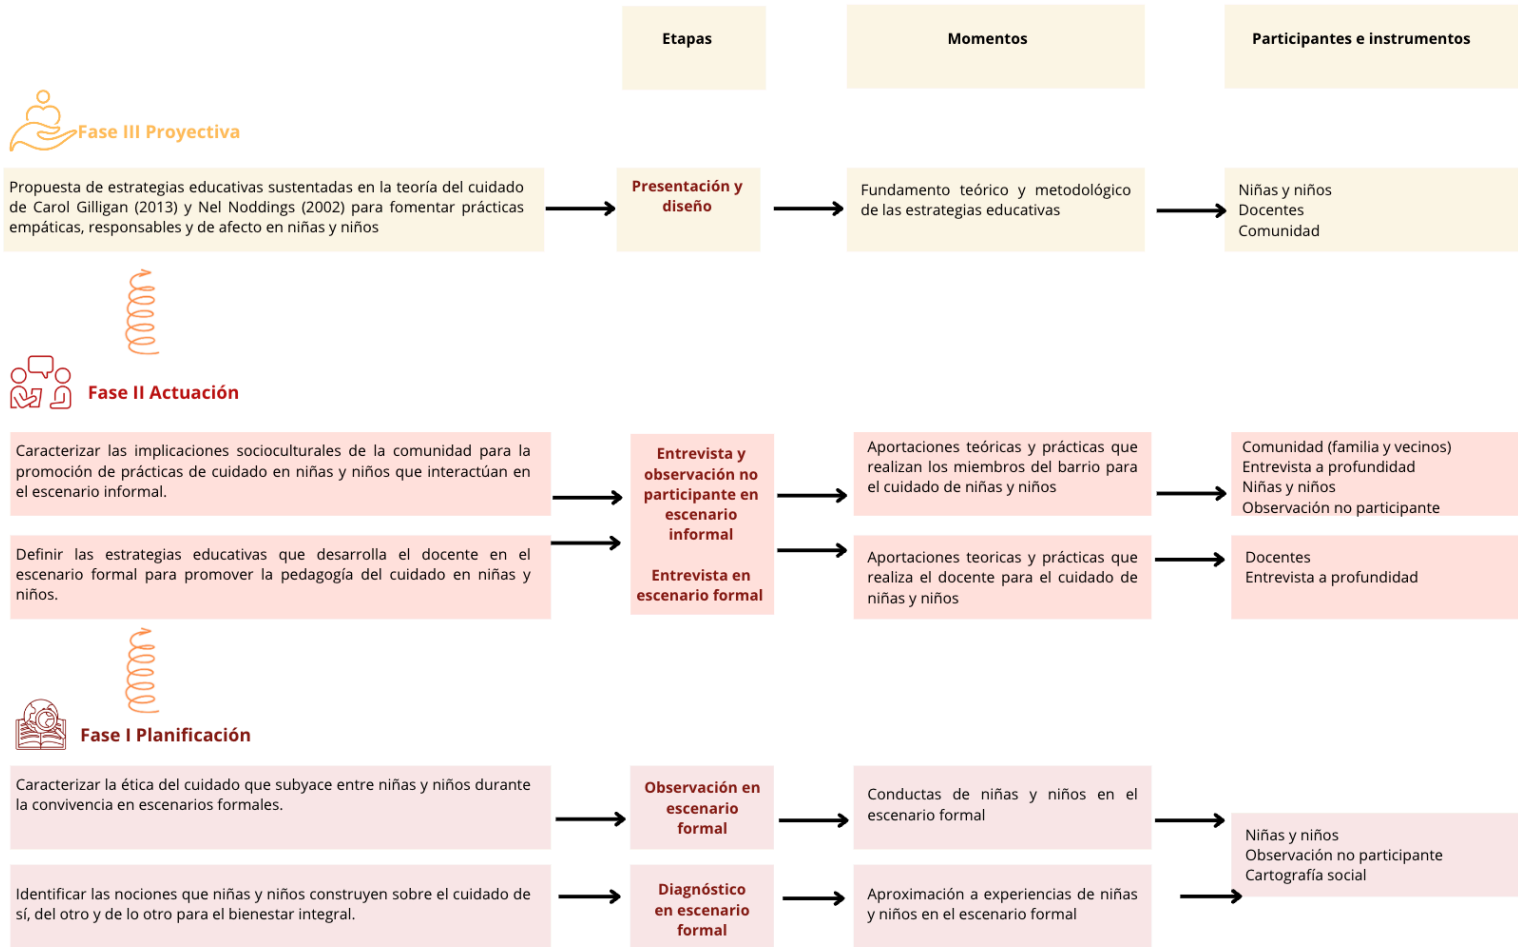 Etapas
Momentos
Participantes e instrumentos
Fase III Proyectiva
Propuesta de estrategias educativas sustentadas en la teoría del cuidado
de Carol Gilligan (2013) y Nel Noddings (2002) para fomentar prácticas
empáticas, responsables y de afecto en niñas y niños
Presentación y
diseño
Fundamento teórico y metodológico
de las estrategias educativas
Niñas y niños
Docentes
Comunidad
Fase II Actuación
Caracterizar las implicaciones socioculturales de la comunidad para la
promoción de prácticas de cuidado en niñas y niños que interactúan en
el escenario informal.
Definir las estrategias educativas que desarrolla el docente en el
escenario formal para promover la pedagogía del cuidado en niñas y
niños.
Entrevista y
observación no
participante en
escenario
informal
Entrevista en
escenario formal
Aportaciones teóricas y prácticas que
realizan los miembros del barrio para
el cuidado de niñas y niños
Aportaciones teoricas y prácticas que
realiza el docente para el cuidado de
niñas y niños
Comunidad (familia y vecinos)
Entrevista a profundidad
Niñas y niños
Observación no participante
Docentes
Entrevista a profundidad
Fase I Planificación
Caracterizar la ética del cuidado que subyace entre niñas y niños durante
la convivencia en escenarios formales.
Observación en
escenario
formal
Conductas de niñas y niños en el
escenario formal
Identificar las nociones que niñas y niños construyen sobre el cuidado de
sí, del otro y de lo otro para el bienestar integral.
Diagnóstico
en escenario
formal
Aproximación a experiencias de niñas
y niños en el escenario formal
Niñas y niños
Observación no participante
Cartografía social